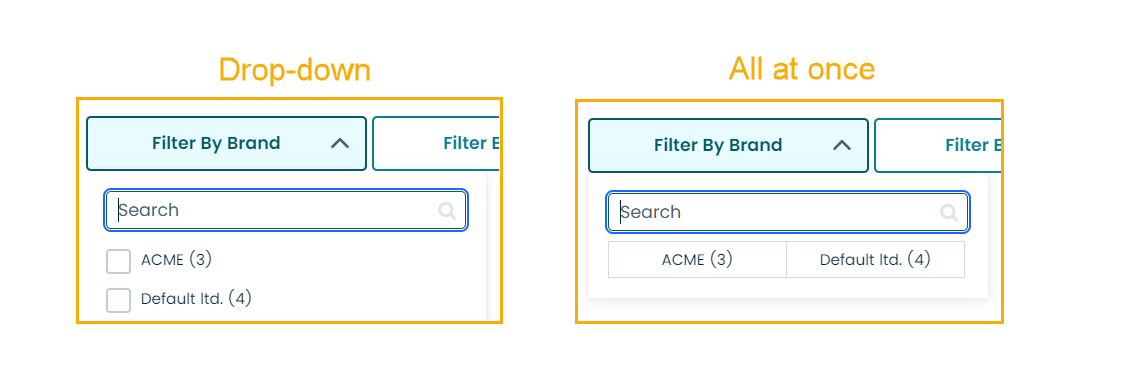 Drop-down
Filter By Brand
Filter
Search
ACME (3)
Default ltd. (4)
All at once
Filter By Brand
Filter
Search
ACME (3)
Default ltd. (4)